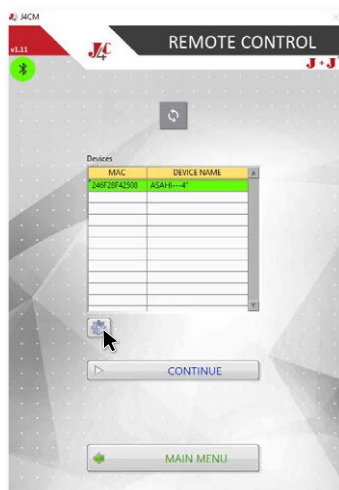 J4CM
v1.11
J4C
REMOTE CONTROL
J+J
Devices
MAC DEVICE NAME
246F28F42508 ASAHI---4"
CONTINUE
MAIN MENU